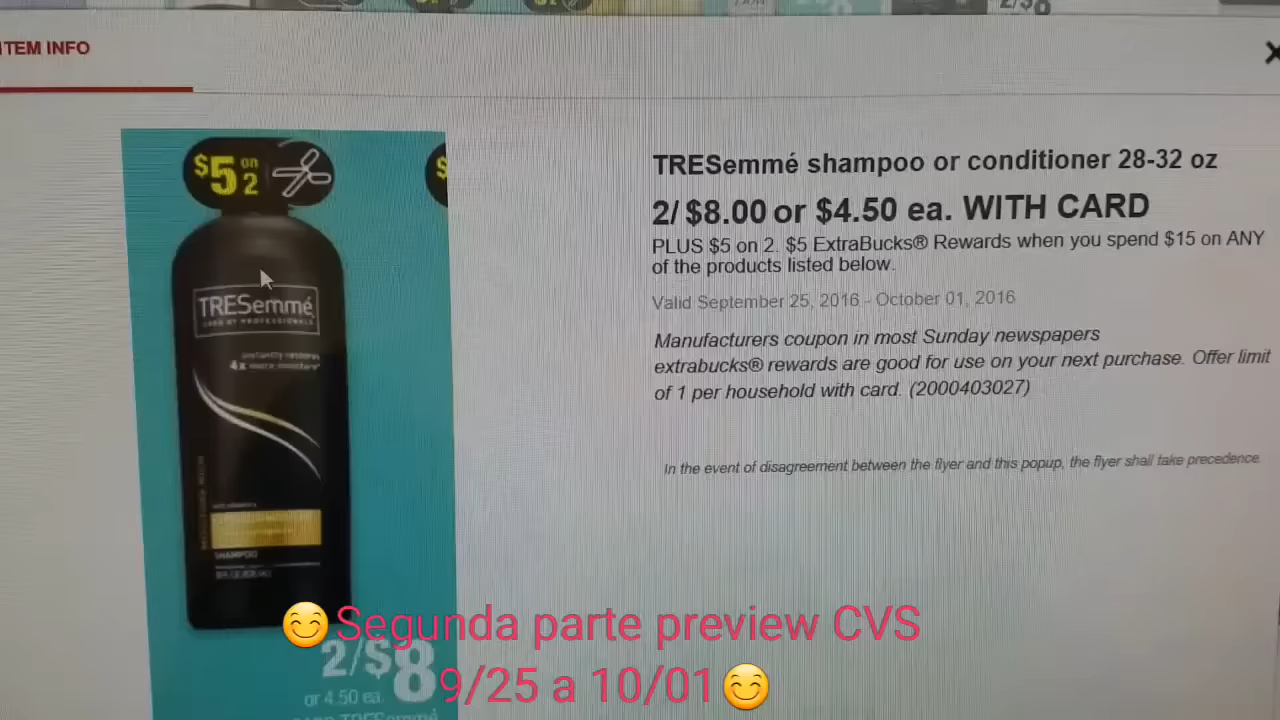 ITEM INFO
$5 on 2
$
TRESemmé
SHAMPOO
TRESemmé shampoo or conditioner 28-32 oz
2/ $8.00 or $4.50 ea. WITH CARD
PLUS $5 on 2. $5 ExtraBucks® Rewards when you spend $15 on ANY
of the products listed below.
Valid September 25, 2016 - October 01, 2016
Manufacturers coupon in most Sunday newspapers
extrabucks® rewards are good for use on your next purchase. Offer limit
of 1 per household with card. (2000403027)
In the event of disagreement between the flyer and this popup, the flyer shall take precedence.
😊Segunda parte preview CVS
9/25 a 10/01😊
2/$8
or 4.50 ea.
TRESemmé